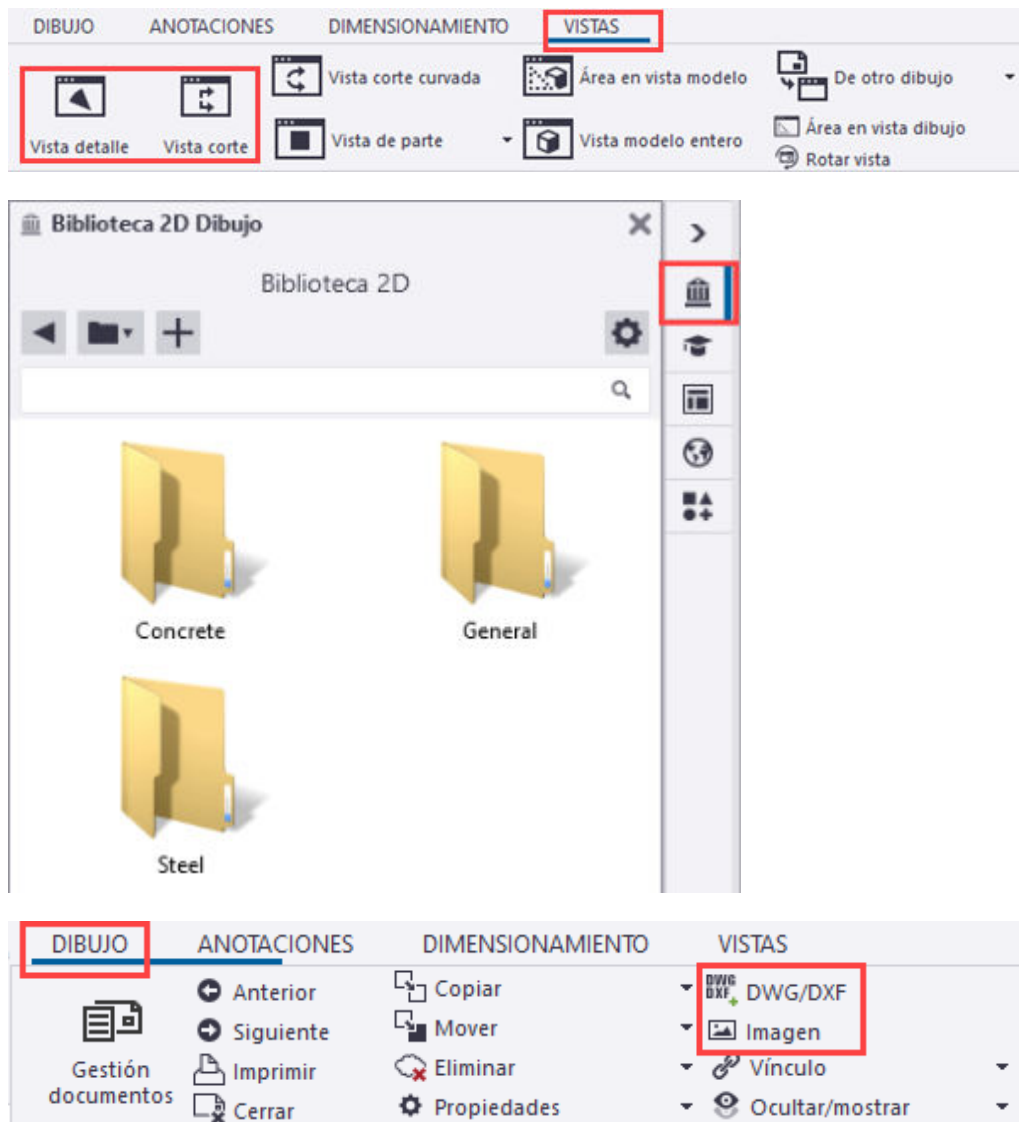 DIBUJO ANOTACIONES DIMENSIONAMIENTO VISTAS
Vista detalle
Vista corte
Vista corte curvada
Vista de parte
Área en vista modelo
Vista modelo entero
De otro dibujo
Área en vista dibujo
Rotar vista
Biblioteca 2D Dibujo
Biblioteca 2D
Concrete
General
Steel
DIBUJO ANOTACIONES DIMENSIONAMIENTO VISTAS
Gestión
documentos
Anterior
Siguiente
Imprimir
Cerrar
Copiar
Mover
Eliminar
Propiedades
DWG
DXF
DWG/DXF
Imagen
Vínculo
Ocultar/mostrar